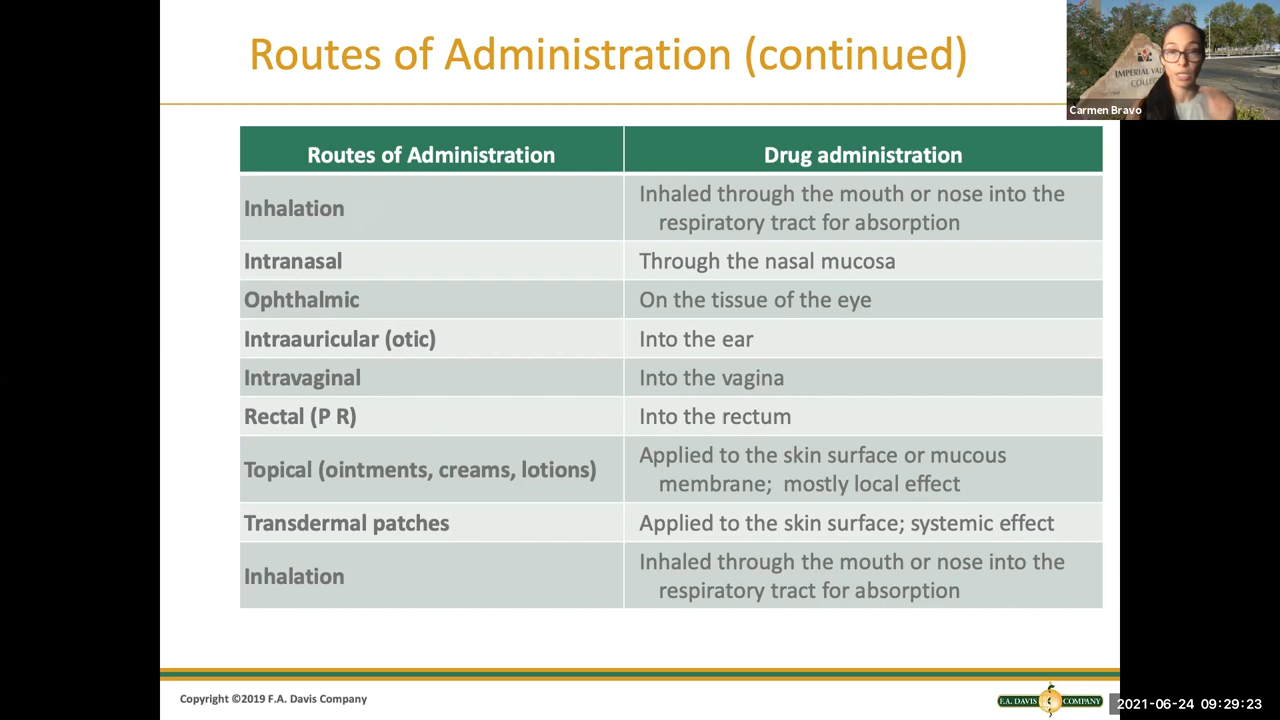 Routes of Administration (continued)
IMPERIAL VAL
COLLEG
Carmen Bravo
Routes of Administration
Drug administration
Inhalation
Inhaled through the mouth or nose into the
respiratory tract for absorption
Intranasal
Through the nasal mucosa
Ophthalmic
On the tissue of the eye
Intraauricular (otic)
Into the ear
Intravaginal
Into the vagina
Rectal (P R)
Into the rectum
Topical (ointments, creams, lotions)
Applied to the skin surface or mucous
membrane;  mostly local effect
Transdermal patches
Applied to the skin surface; systemic effect
Inhalation
Inhaled through the mouth or nose into the
respiratory tract for absorption
Copyright ©2019 F.A. Davis Company
F.A. DAVIS COMPANY
2021-06-24 09:29:23